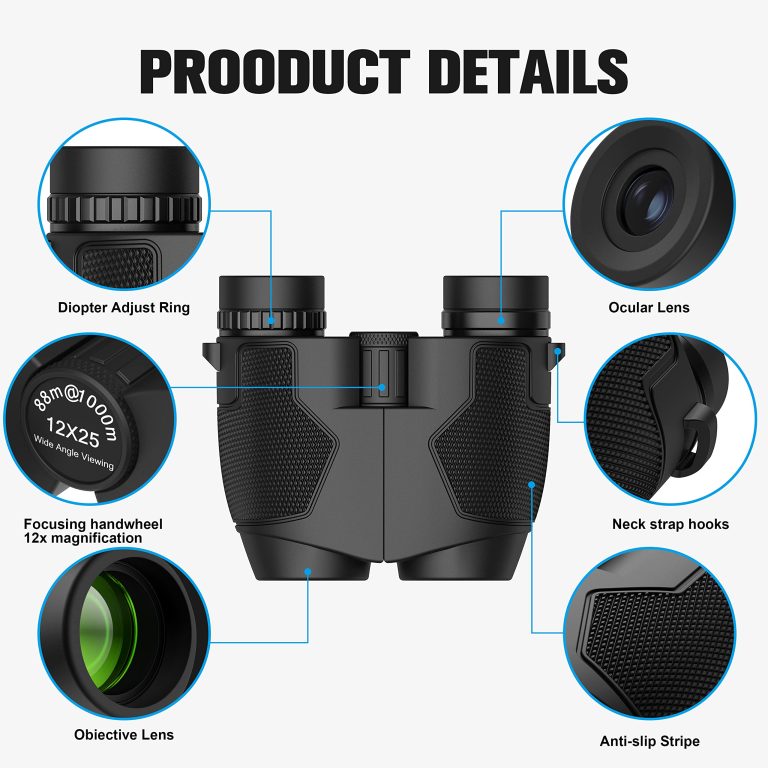 PROODUCT DETAILS
Diopter Adjust Ring
Ocular Lens
88m@1000m
12X25
Wide Angle Viewing
Focusing handwheel
12x magnification
Neck strap hooks
Obiective Lens
Anti-slip Stripe